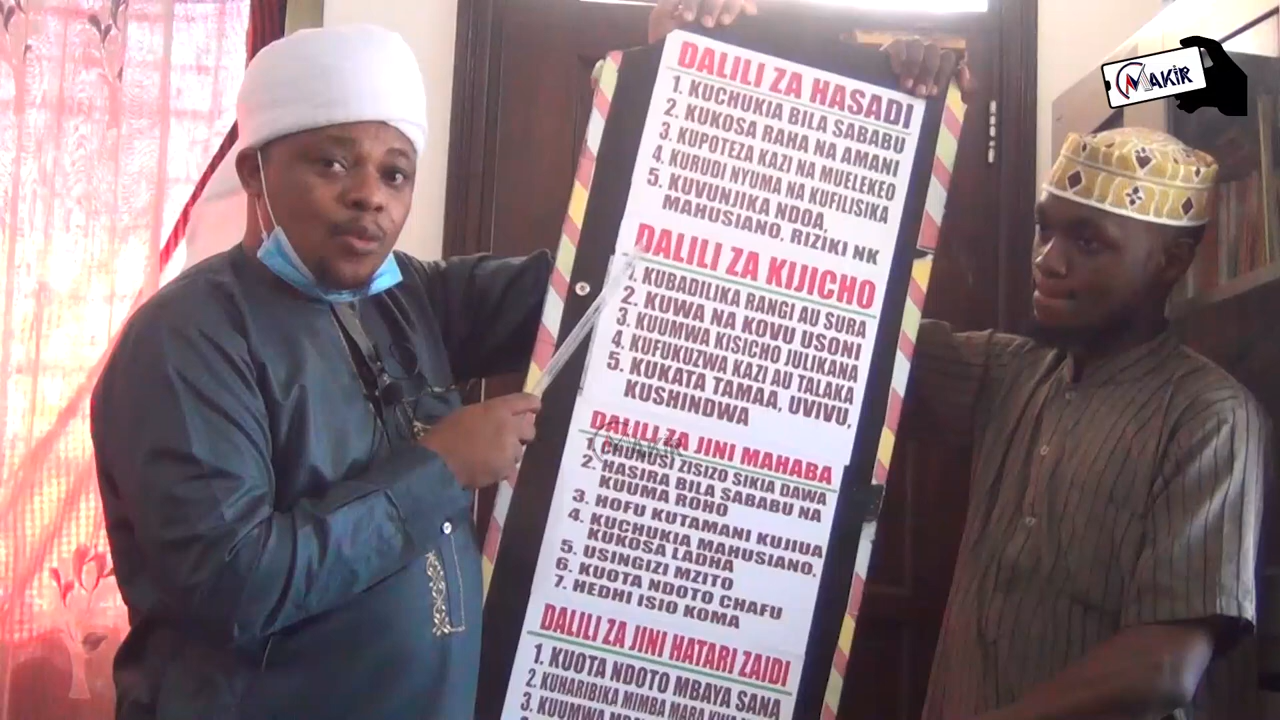 MAKIR
DALILI ZA HASADI
1. KUCHUKIA BILA SABABU
2. KUKOSA RAHA NA AMANI
3. KUPOTEZA KAZI NA MUELEKEO
4. KURUDI NYUMA NA KUFILISIKA
5. KUVUNJIKA NDOA,
MAHUSIANO. RIZIKI NK
DALILI ZA KIJICHO
1. KUBADILIKA RANGI AU SURA
2. KUWA NA KOVU USONI
3. KUUMWA KISICHO JULIKANA
4. KUFUKUZWA KAZI AU TALAKA
5. KUKATA TAMAA, UVIVU,
KUSHINDWA
DALILI ZA JINI MAHABA
MAKIR
1. CHUNUSI ZISIZO SIKIA DAWA
2. HASIRA BILA SABABU NA
KUUMA ROHO
3. HOFU KUTAMANI KUJIUA
4. KUCHUKIA MAHUSIANO.
KUKOSA LADHA
5. USINGIZI MZITO
6. KUOTA NDOTO CHAFU
7. HEDHI ISIO KOMA
DALILI ZA JINI HATARI ZAIDI
1. KUOTA NDOTO MBAYA SANA
2. KUHARIBIKA MIMBA MARA KWA
3. KUUMWA